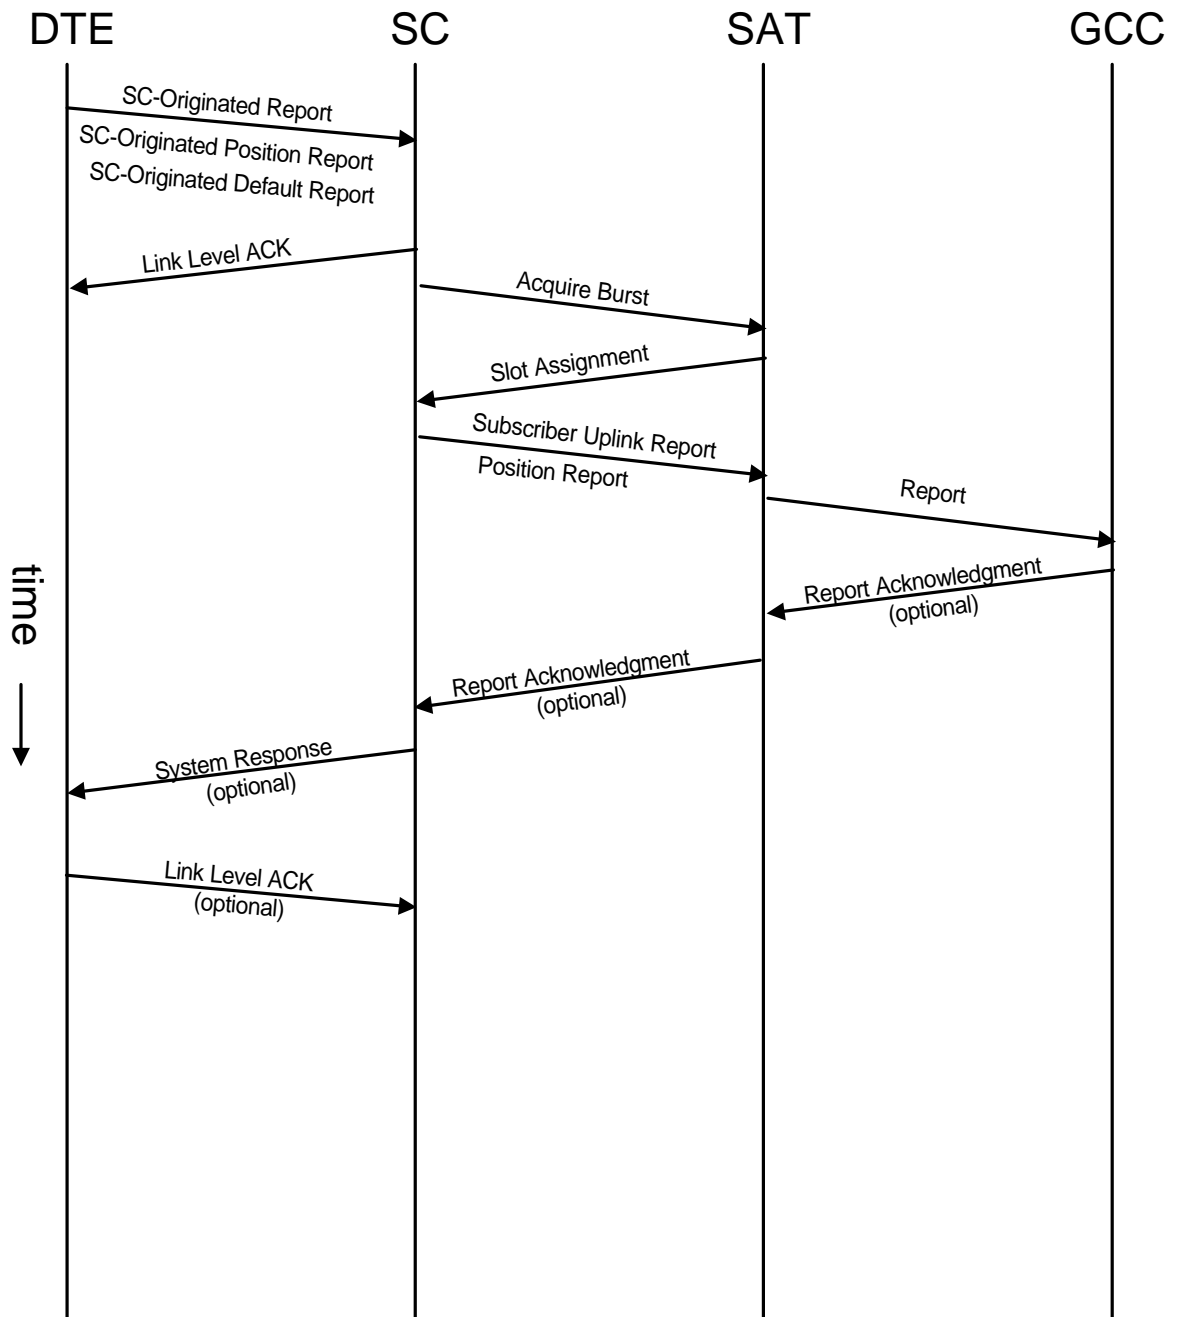 DTE SC SAT GCC
SC-Originated Report
SC-Originated Position Report
SC-Originated Default Report
Link Level ACK
Acquire Burst
Slot Assignment
Subscriber Uplink Report
Position Report
Report
time
Report Acknowledgment
(optional)
Report Acknowledgment
(optional)
System Response
(optional)
Link Level ACK
(optional)